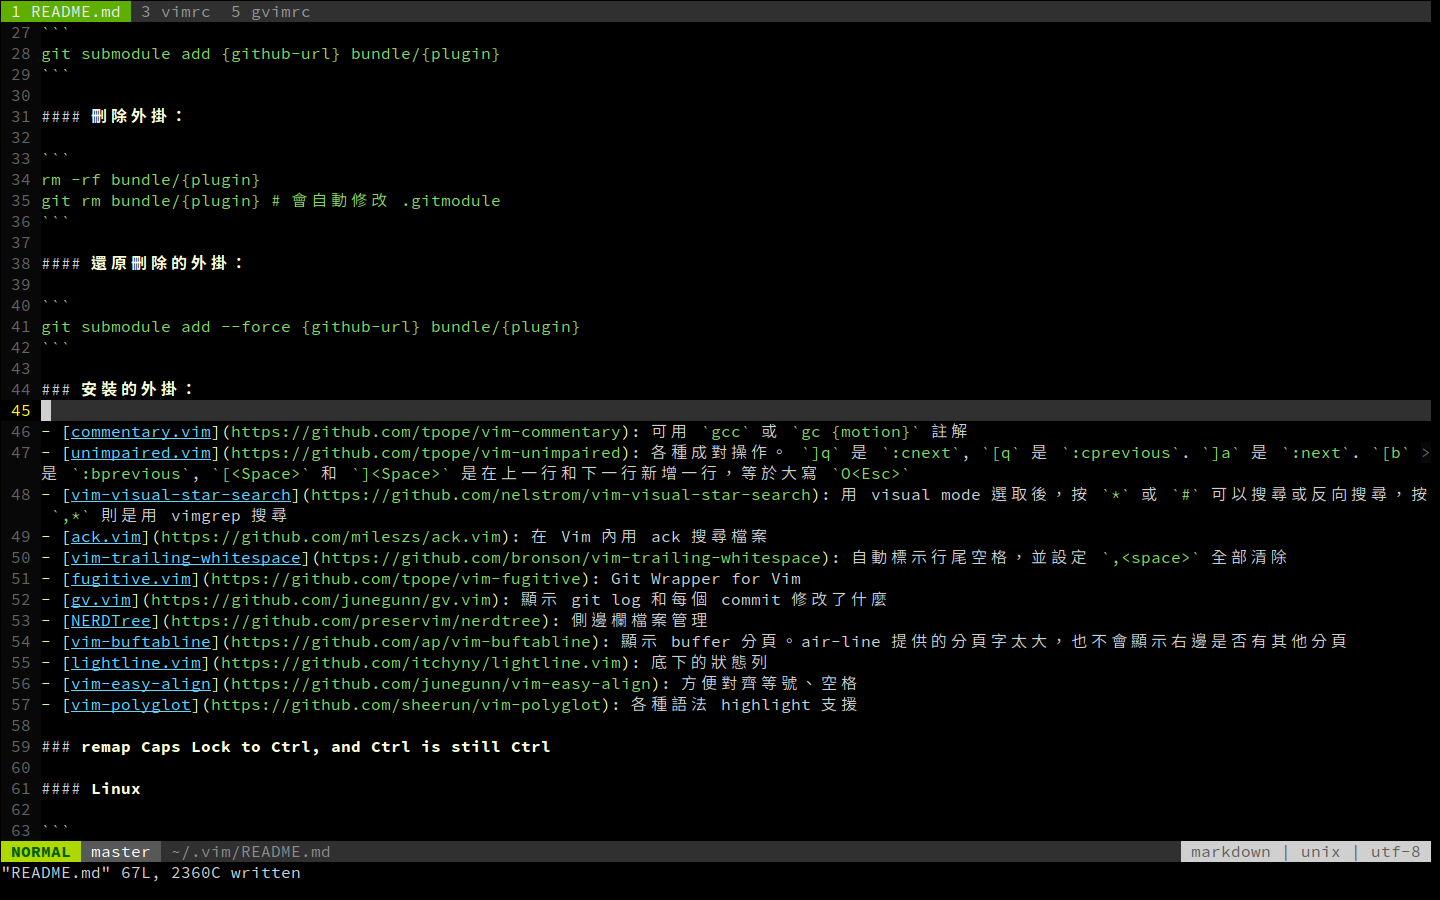 1 README.md 3 vimrc 5 gvimrc
27 ```
28 git submodule add {github-url} bundle/{plugin}
29 ```
30
31 #### 刪除外掛：
32
33 ```
34 rm -rf bundle/{plugin}
35 git rm bundle/{plugin} # 會自動修改 .gitmodule
36 ```
37
38 #### 還原刪除的外掛：
39
40 ```
41 git submodule add --force {github-url} bundle/{plugin}
42 ```
43
44 ### 安裝的外掛：
45
46 - [commentary.vim](https://github.com/tpope/vim-commentary): 可用 `gcc` 或 `gc {motion}` 註解
47 - [unimpaired.vim](https://github.com/tpope/vim-unimpaired): 各種成對操作。 `]q` 是 `:cnext`, `[q` 是 `:cprevious`. `]a` 是 `:next`. `[b` >
是 `:bprevious`, `[<Space>` 和 `]<Space>` 是在上一行和下一行新增一行，等於大寫 `O<Esc>`
48 - [vim-visual-star-search](https://github.com/nelstrom/vim-visual-star-search): 用 visual mode 選取後，按 `*` 或 `#` 可以搜尋或反向搜尋，按
`,*` 則是用 vimgrep 搜尋
49 - [ack.vim](https://github.com/mileszs/ack.vim): 在 Vim 內用 ack 搜尋檔案
50 - [vim-trailing-whitespace](https://github.com/bronson/vim-trailing-whitespace): 自動標示行尾空格，並設定 `,<space>` 全部清除
51 - [fugitive.vim](https://github.com/tpope/vim-fugitive): Git Wrapper for Vim
52 - [gv.vim](https://github.com/junegunn/gv.vim): 顯示 git log 和每個 commit 修改了什麼
53 - [NERDTree](https://github.com/preservim/nerdtree): 側邊欄檔案管理
54 - [vim-buftabline](https://github.com/ap/vim-buftabline): 顯示 buffer 分頁。air-line 提供的分頁字太大，也不會顯示右邊是否有其他分頁
55 - [lightline.vim](https://github.com/itchyny/lightline.vim): 底下的狀態列
56 - [vim-easy-align](https://github.com/junegunn/vim-easy-align): 方便對齊等號、空格
57 - [vim-polyglot](https://github.com/sheerun/vim-polyglot): 各種語法 highlight 支援
58
59 ### remap Caps Lock to Ctrl, and Ctrl is still Ctrl
60
61 #### Linux
62
63 ```
NORMAL master ~/.vim/README.md markdown | unix | utf-8
"README.md" 67L, 2360C written